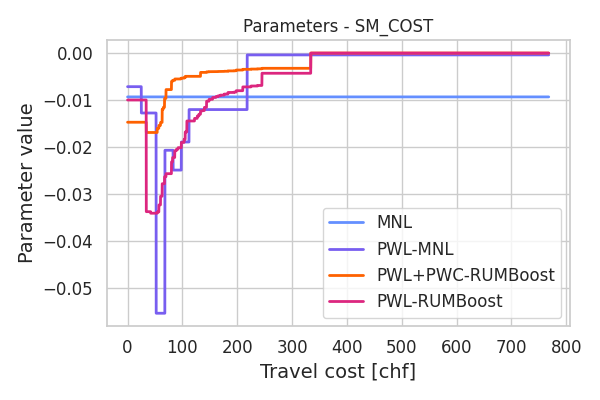 Parameters - SM_COST
Parameter value
0.00
−0.01
−0.02
−0.03
−0.04
−0.05
MNL
PWL-MNL
PWL+PWC-RUMBoost
PWL-RUMBoost
0 100 200 300 400 500 600 700 800
Travel cost [chf]